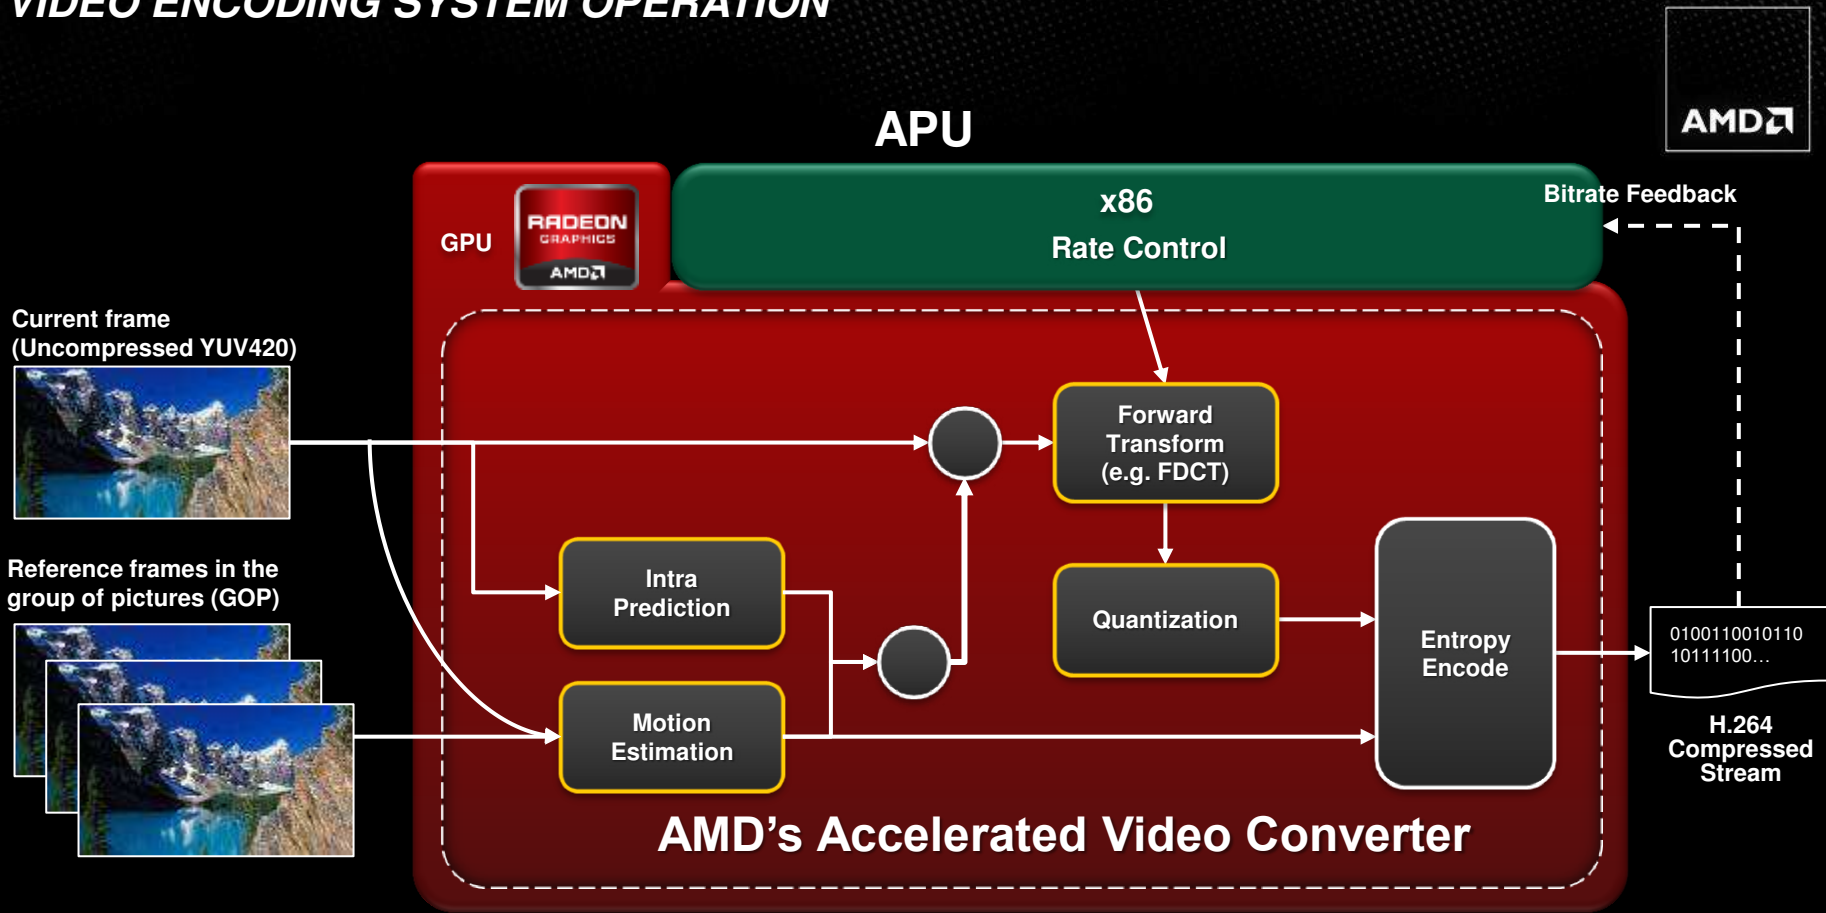 VIDEO ENCODING SYSTEM OPERATION
AMD
APU
x86
Rate Control
Bitrate Feedback
GPU
RADEON
GRAPHICS
AMD
Current frame
(Uncompressed YUV420)
Forward
Transform
(e.g. FDCT)
Reference frames in the
group of pictures (GOP)
Intra
Prediction
Quantization
Entropy
Encode
0100110010110
10111100...
Motion
Estimation
H.264
Compressed
Stream
AMD’s Accelerated Video Converter